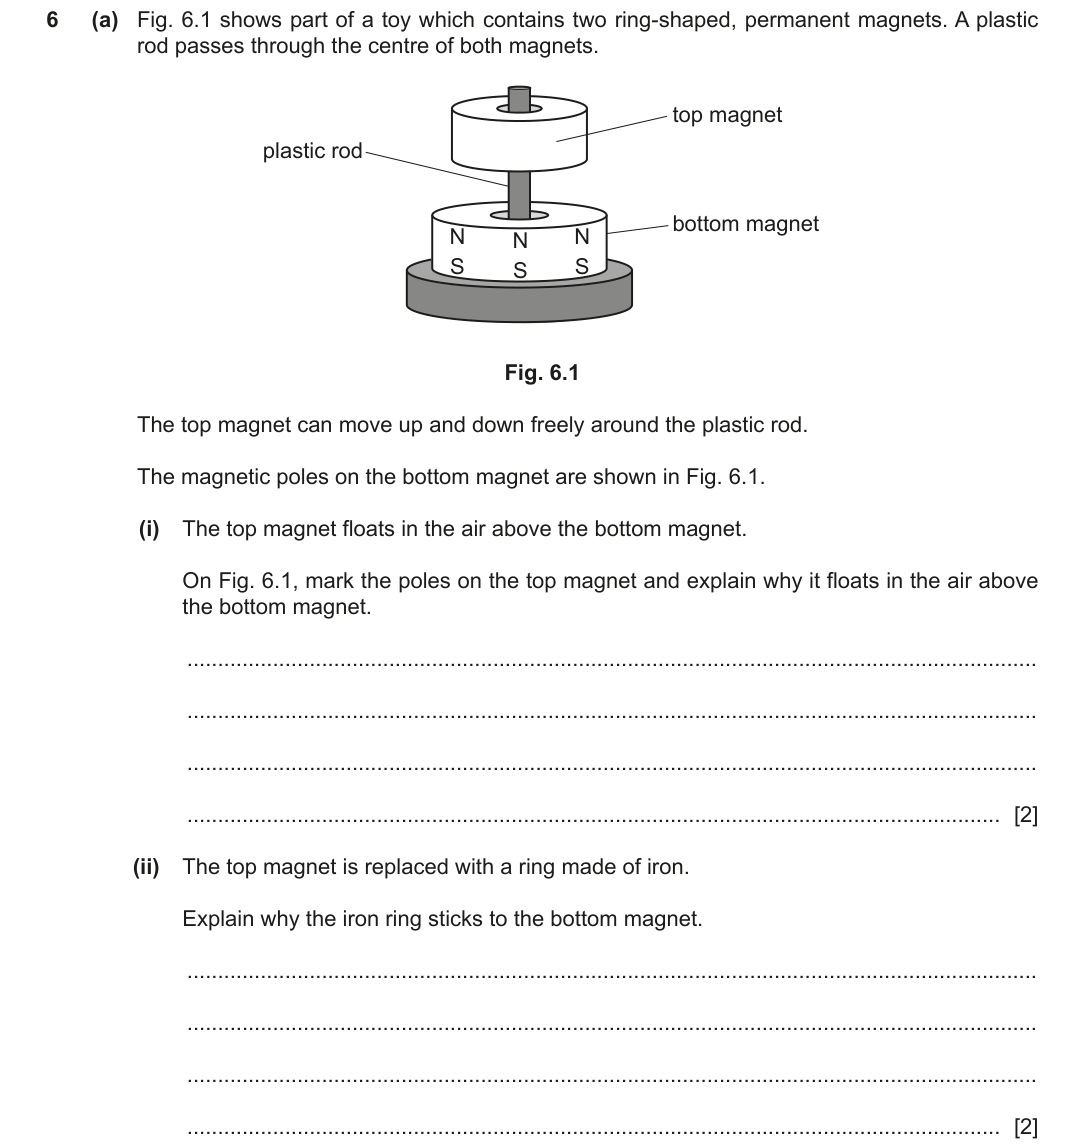 6 (a) Fig. 6.1 shows part of a toy which contains two ring-shaped, permanent magnets. A plastic
rod passes through the centre of both magnets.
top magnet
plastic rod
bottom magnet
N N N
S S S
Fig. 6.1
The top magnet can move up and down freely around the plastic rod.
The magnetic poles on the bottom magnet are shown in Fig. 6.1.
(i) The top magnet floats in the air above the bottom magnet.
On Fig. 6.1, mark the poles on the top magnet and explain why it floats in the air above
the bottom magnet.
[2]
(ii) The top magnet is replaced with a ring made of iron.
Explain why the iron ring sticks to the bottom magnet.
[2]